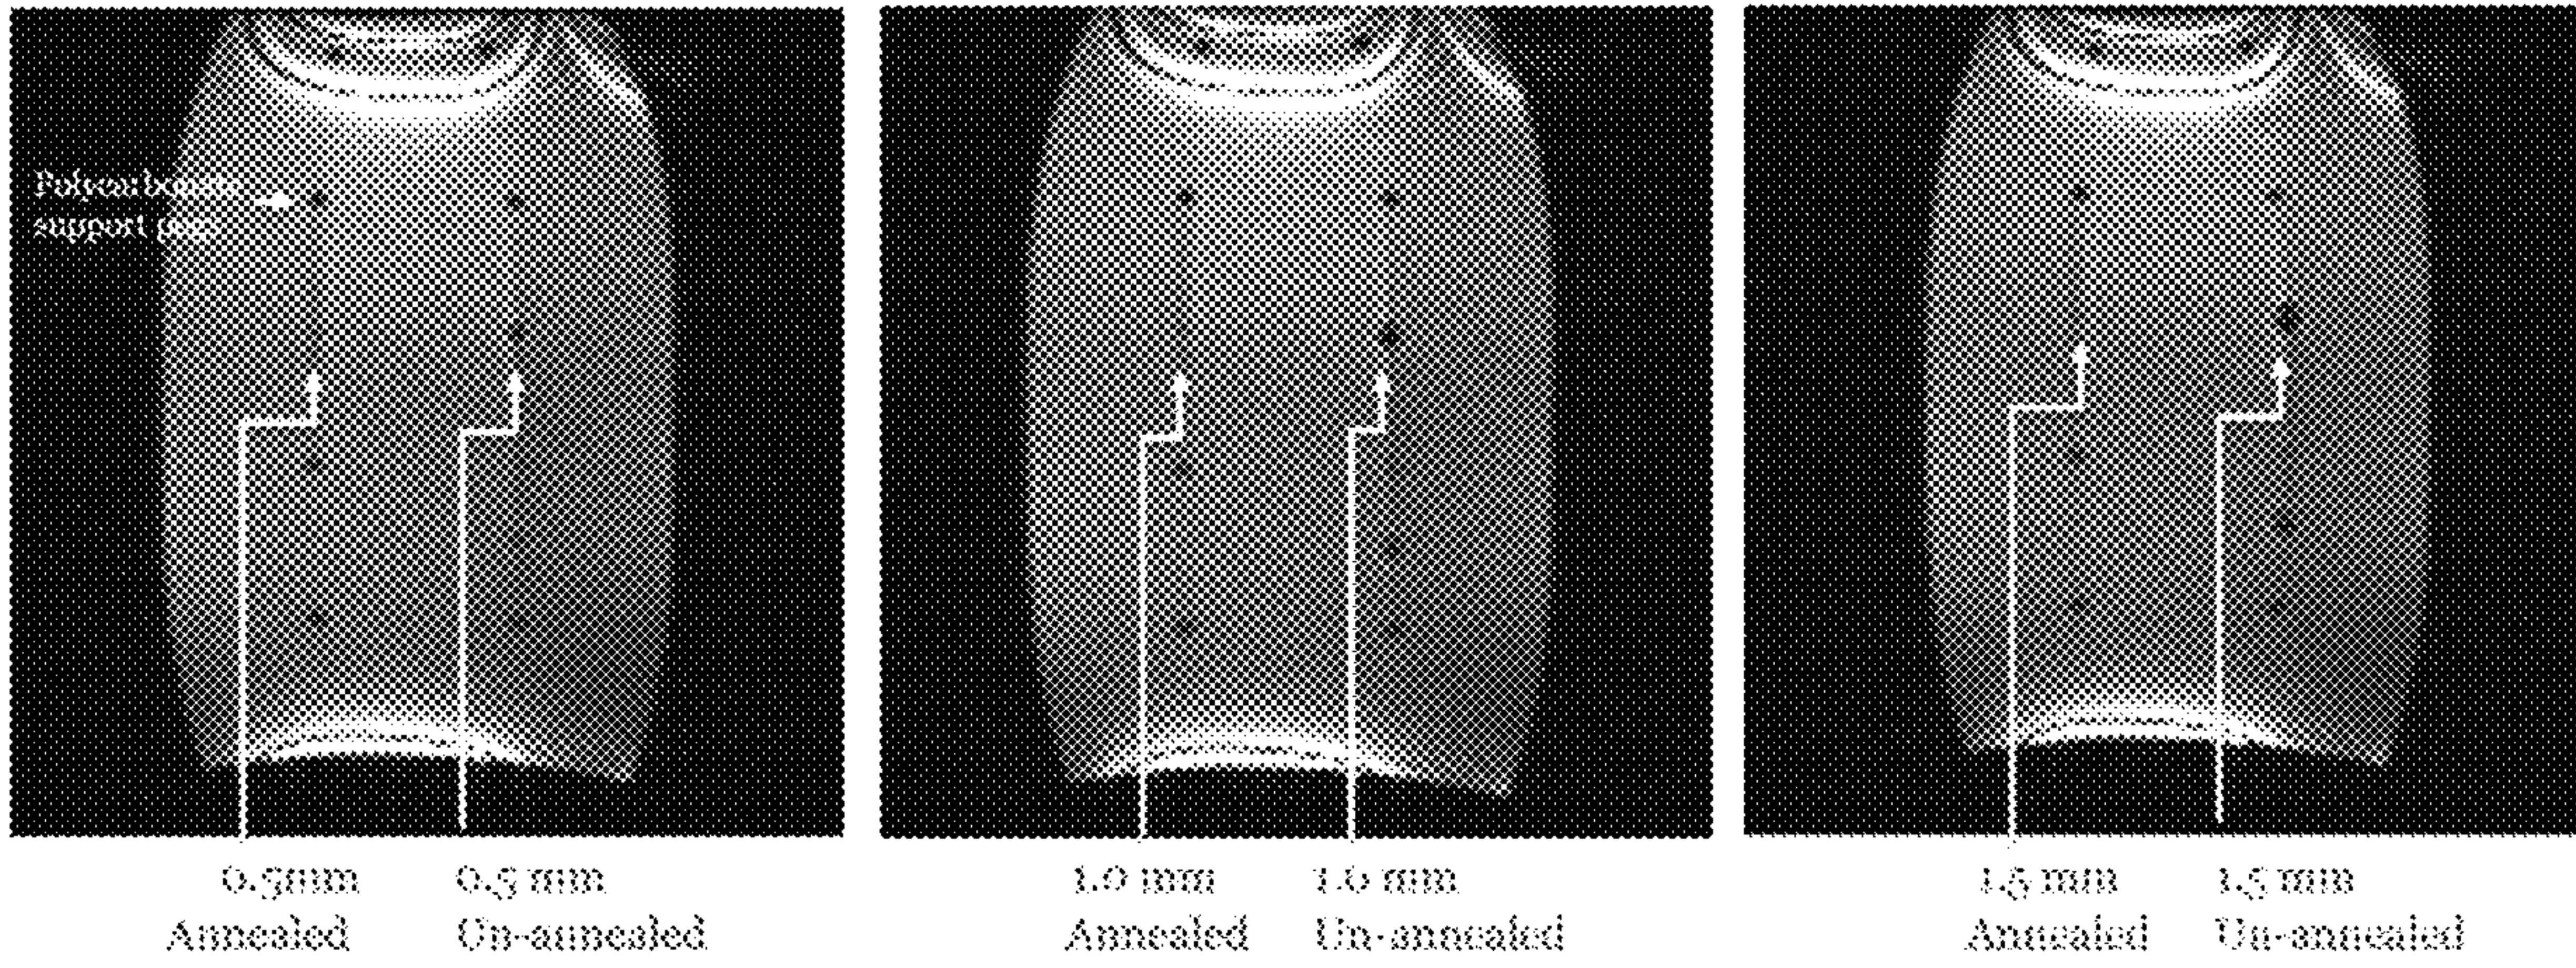 Polycarbonate
support pegs
0.5mm
0.5 mm
1.0 mm
1.0 mm
1.5 mm
1.5 mm
Annealed
Un-annealed
Annealed
Un-annealed
Annealed
Un-annealed